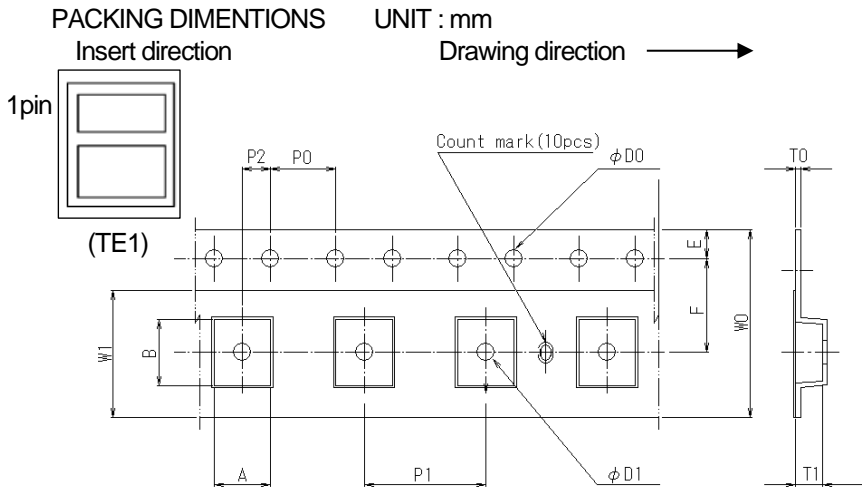 PACKING DIMENTIONS UNIT : mm
Insert direction Drawing direction
1pin
Count mark(10pcs)
P2 P0 φD0 T0
(TE1)
E
F
W0
W1
B
A P1 φD1 T1